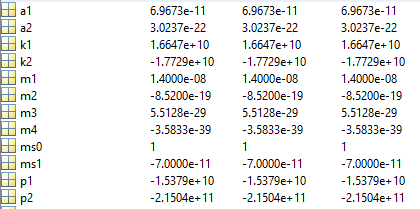 a1 6.9673e-11 6.9673e-11 6.9673e-11
a2 3.0237e-22 3.0237e-22 3.0237e-22
k1 1.6647e+10 1.6647e+10 1.6647e+10
k2 -1.7729e+10 -1.7729e+10 -1.7729e+10
m1 1.4000e-08 1.4000e-08 1.4000e-08
m2 -8.5200e-19 -8.5200e-19 -8.5200e-19
m3 5.5128e-29 5.5128e-29 5.5128e-29
m4 -3.5833e-39 -3.5833e-39 -3.5833e-39
ms0 1 1 1
ms1 -7.0000e-11 -7.0000e-11 -7.0000e-11
p1 -1.5379e+10 -1.5379e+10 -1.5379e+10
p2 -2.1504e+11 -2.1504e+11 -2.1504e+11